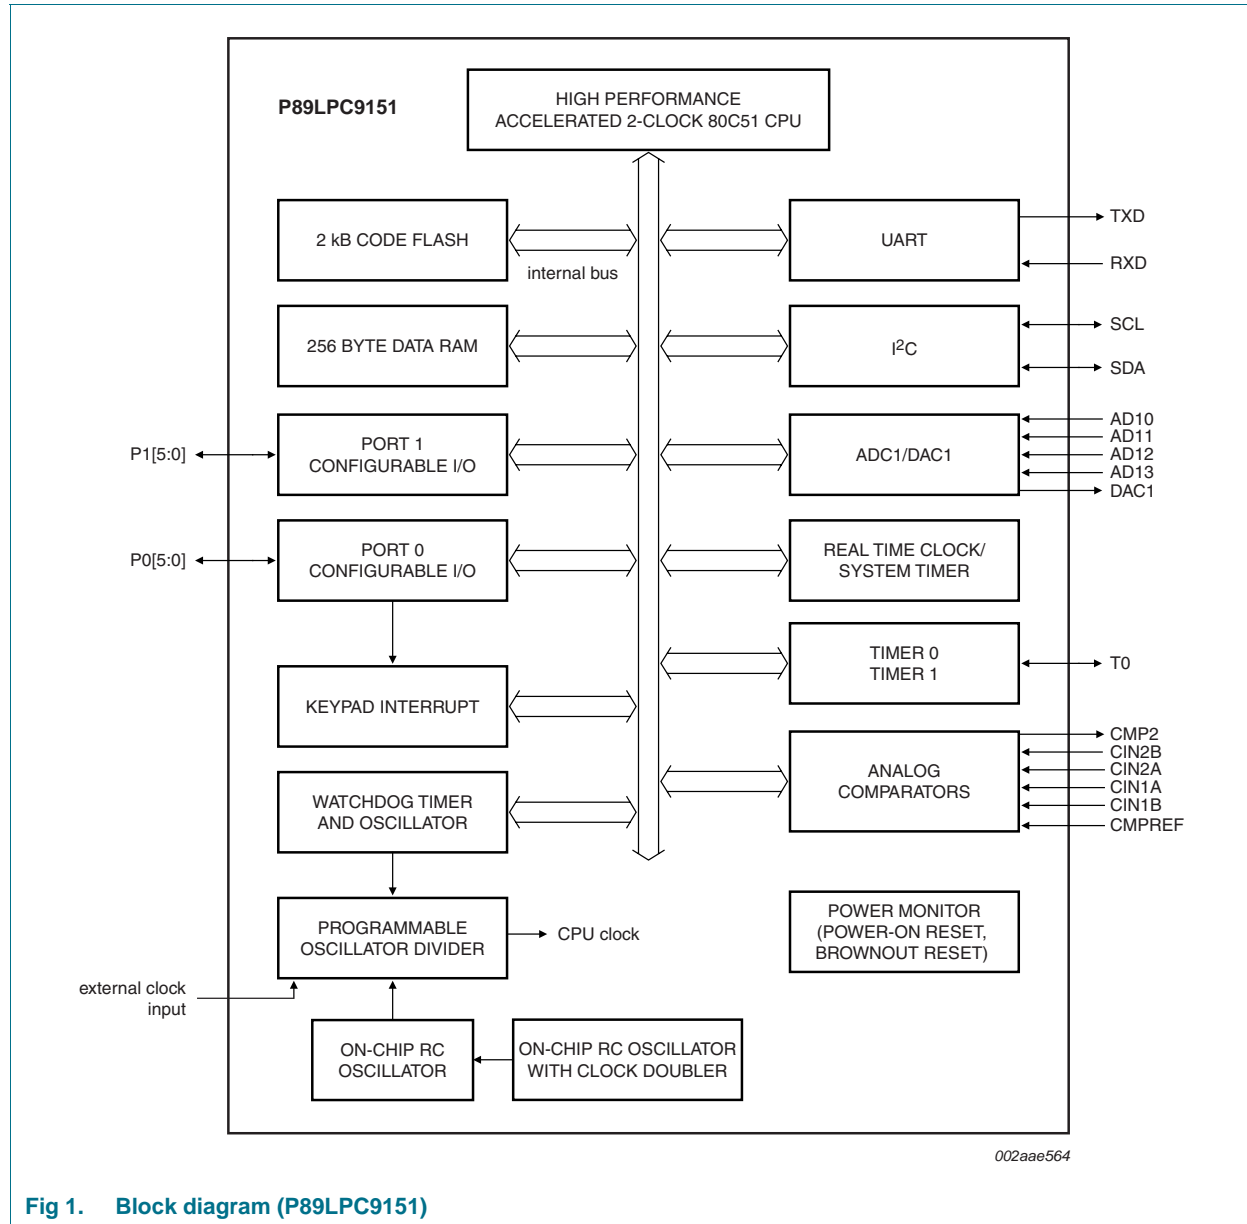 P89LPC9151
HIGH PERFORMANCE
ACCELERATED 2-CLOCK 80C51 CPU
2 kB CODE FLASH
internal bus
UART
TXD
RXD
256 BYTE DATA RAM
I²C
SCL
SDA
P1[5:0]
PORT 1
CONFIGURABLE I/O
ADC1/DAC1
AD10
AD11
AD12
AD13
DAC1
P0[5:0]
PORT 0
CONFIGURABLE I/O
REAL TIME CLOCK/
SYSTEM TIMER
TIMER 0
TIMER 1
T0
KEYPAD INTERRUPT
ANALOG
COMPARATORS
CMP2
CIN2B
CIN2A
CIN1A
CIN1B
CMPREF
WATCHDOG TIMER
AND OSCILLATOR
PROGRAMMABLE
OSCILLATOR DIVIDER
CPU clock
POWER MONITOR
(POWER-ON RESET,
BROWNOUT RESET)
external clock
input
ON-CHIP RC
OSCILLATOR
ON-CHIP RC OSCILLATOR
WITH CLOCK DOUBLER
002aae564
Fig 1. Block diagram (P89LPC9151)